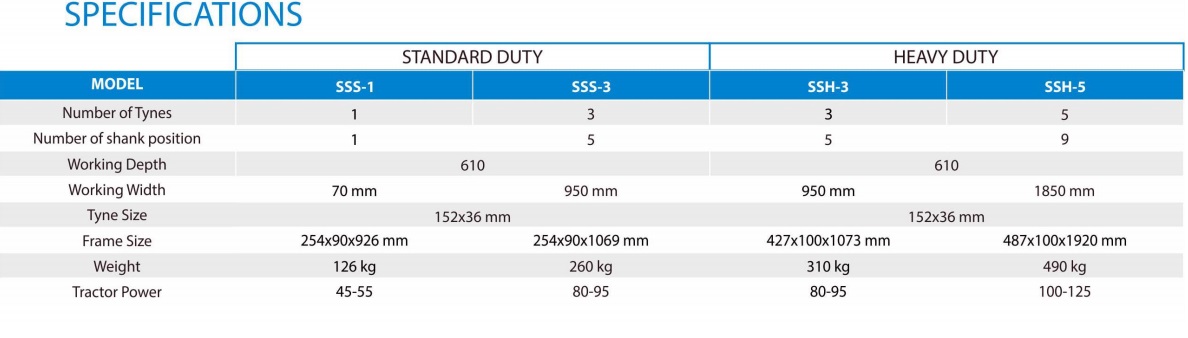 SPECIFICATIONS
STANDARD DUTY HEAVY DUTY
MODEL SSS-1 SSS-3 SSH-3 SSH-5
Number of Tynes 1 3 3 5
Number of shank position 1 5 5 9
Working Depth 610 610
Working Width 70 mm 950 mm 950 mm 1850 mm
Tyne Size 152x36 mm 152x36 mm
Frame Size 254x90x926 mm 254x90x1069 mm 427x100x1073 mm 487x100x1920 mm
Weight 126 kg 260 kg 310 kg 490 kg
Tractor Power 45-55 80-95 80-95 100-125